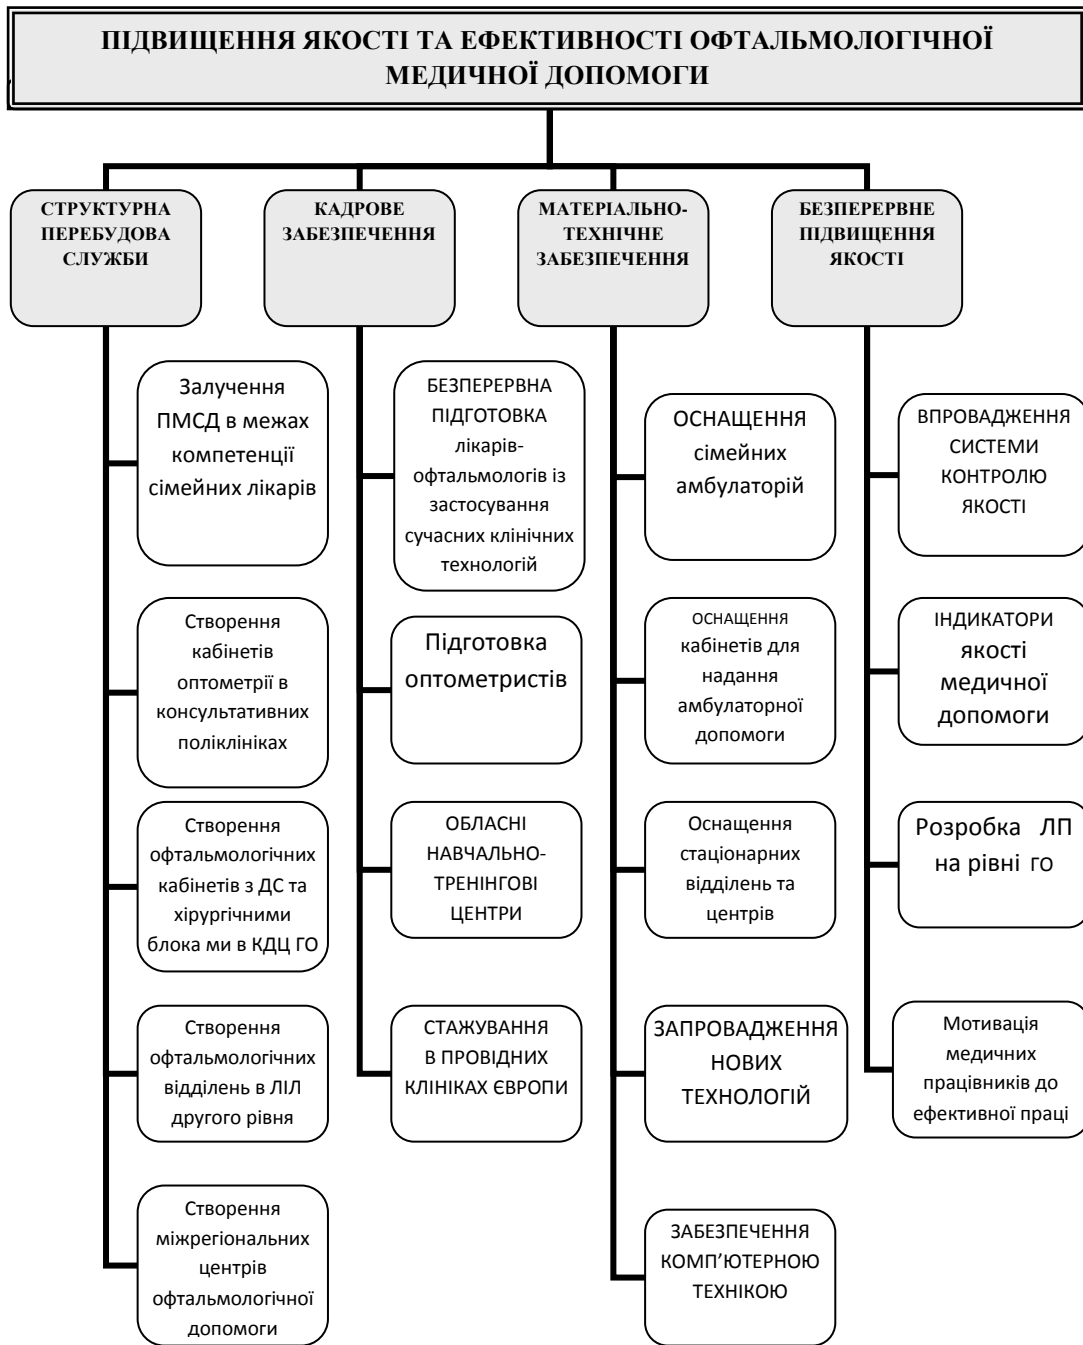 ПІДВИЩЕННЯ ЯКОСТІ ТА ЕФЕКТИВНОСТІ ОФТАЛЬМОЛОГІЧНОЇ
МЕДИЧНОЇ ДОПОМОГИ
СТРУКТУРНА
ПЕРЕБУДОВА
СЛУЖБИ
Залучення
ПМСД в межах
компетенції
сімейних лікарів
Створення
кабінетів
оптометрії в
консультативних
поліклініках
Створення
офтальмологічних
кабінетів з ДС та
хірургічними
блока ми в КДЦ ГО
Створення
офтальмологічних
відділень в ЛІЛ
другого рівня
Створення
міжрегіональних
центрів
офтальмологічної
допомоги
КАДРОВЕ
ЗАБЕЗПЕЧЕННЯ
БЕЗПЕРЕРВНА
ПІДГОТОВКА
лікарів-
офтальмологів із
застосування
сучасних клінічних
технологій
Підготовка
оптометристів
ОБЛАСНІ
НАВЧАЛЬНО-
ТРЕНІНГОВІ
ЦЕНТРИ
СТАЖУВАННЯ
В ПРОВІДНИХ
КЛІНІКАХ ЄВРОПИ
МАТЕРІАЛЬНО-
ТЕХНІЧНЕ
ЗАБЕЗПЕЧЕННЯ
ОСНАЩЕННЯ
сімейних
амбулаторій
ОСНАЩЕННЯ
кабінетів для
надання
амбулаторної
допомоги
Оснащення
стаціонарних
відділень та
центрів
ЗАПРОВАДЖЕННЯ
НОВИХ
ТЕХНОЛОГІЙ
ЗАБЕЗПЕЧЕННЯ
КОМП’ЮТЕРНОЮ
ТЕХНІКОЮ
БЕЗПЕРЕРВНЕ
ПІДВИЩЕННЯ
ЯКОСТІ
ВПРОВАДЖЕННЯ
СИСТЕМИ
КОНТРОЛЮ
ЯКОСТІ
ІНДИКАТОРИ
якості
медичної
допомоги
Розробка ЛП
на рівні ГО
Мотивація
медичних
працівників до
ефективної праці